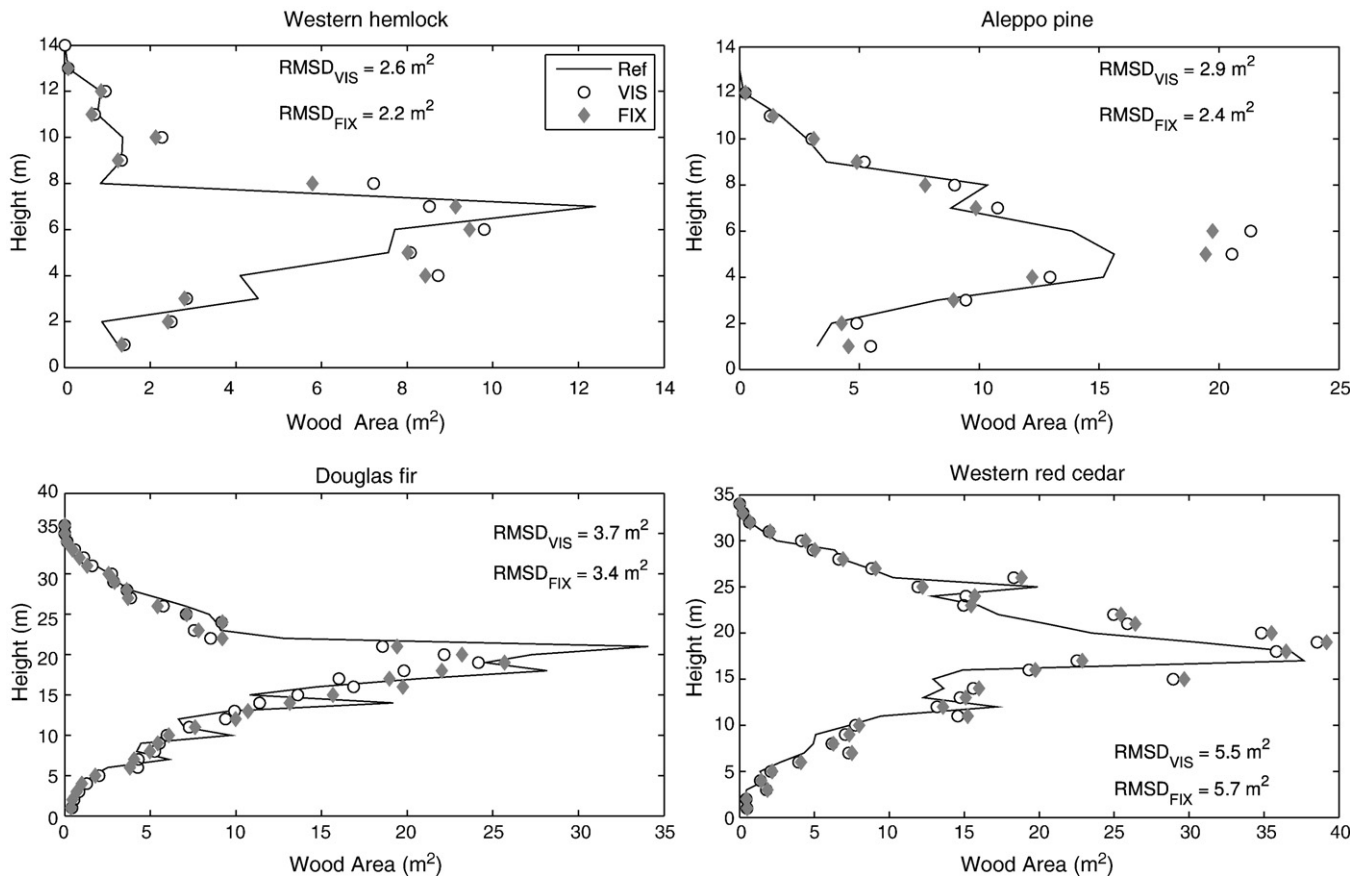 Western hemlock
14
12
10
8
6
4
2
0
Height (m)
RMSD_VIS = 2.6 m²
RMSD_FIX = 2.2 m²
Ref
VIS
FIX
0 2 4 6 8 10 12 14
Wood Area (m²)
Aleppo pine
14
12
10
8
6
4
2
0
Height (m)
RMSD_VIS = 2.9 m²
RMSD_FIX = 2.4 m²
0 5 10 15 20 25
Wood Area (m²)
Douglas fir
40
35
30
25
20
15
10
5
0
Height (m)
RMSD_VIS = 3.7 m²
RMSD_FIX = 3.4 m²
0 5 10 15 20 25 30 35
Wood Area (m²)
Western red cedar
35
30
25
20
15
10
5
0
Height (m)
RMSD_VIS = 5.5 m²
RMSD_FIX = 5.7 m²
0 5 10 15 20 25 30 35 40
Wood Area (m²)